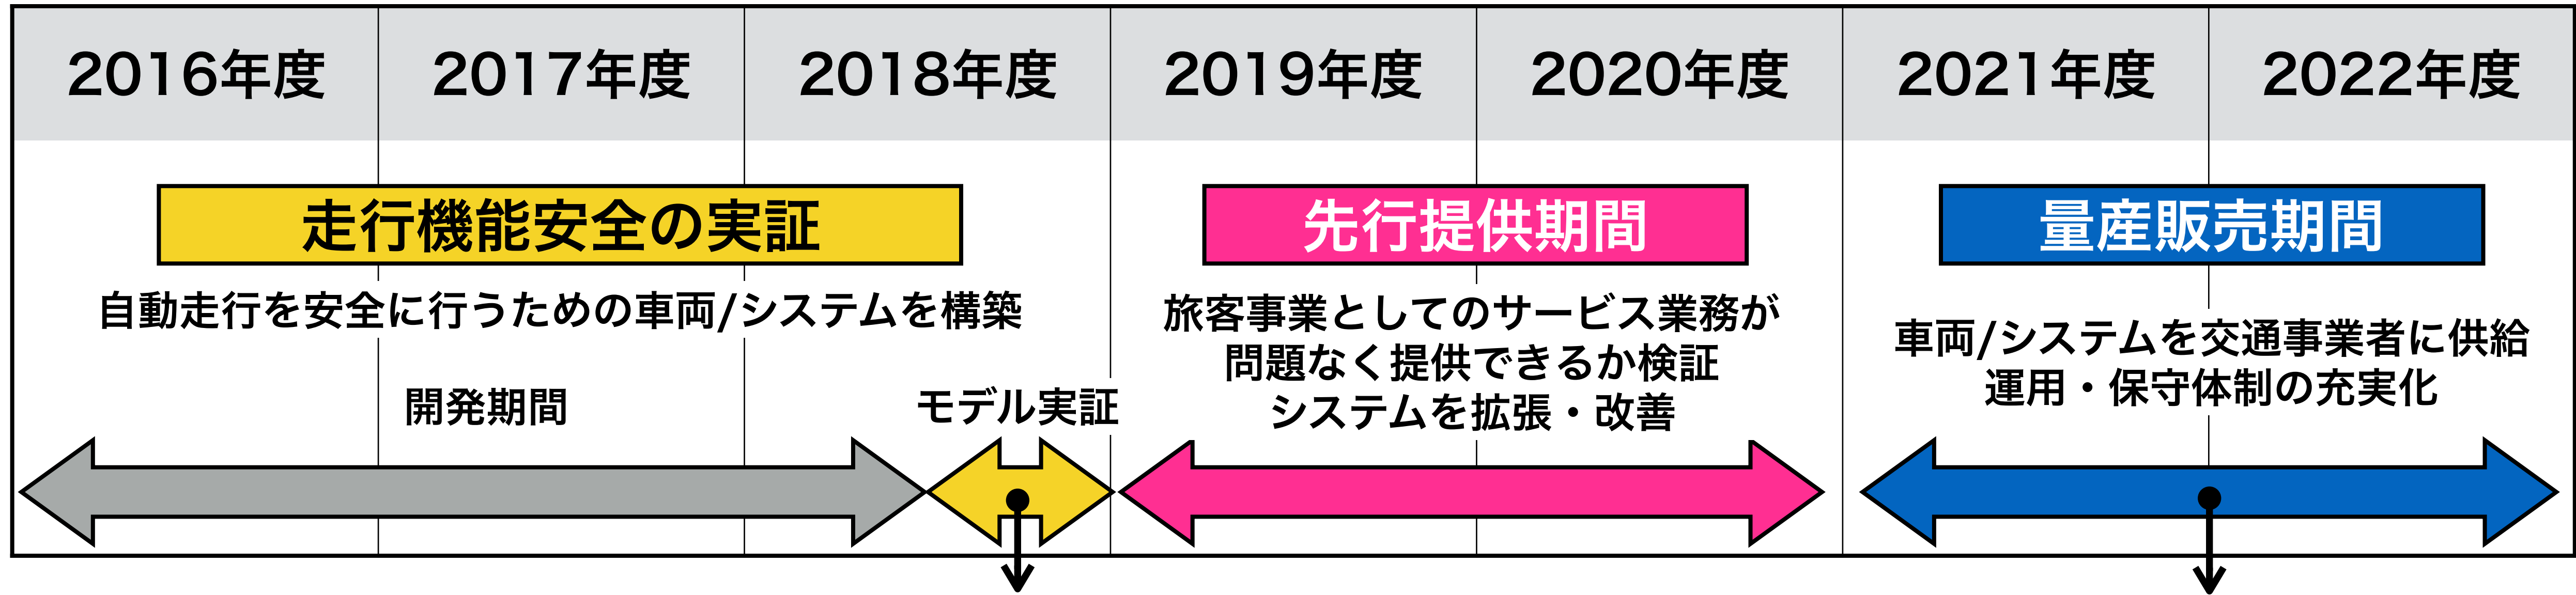 2016年度 2017年度 2018年度 2019年度 2020年度 2021年度 2022年度
走行機能安全の実証
自動走行を安全に行うための車両/システムを構築
開発期間
モデル実証
先行提供期間
旅客事業としてのサービス業務が
問題なく提供できるか検証
システムを拡張・改善
量産販売期間
車両/システムを交通事業者に供給
運用・保守体制の充実化